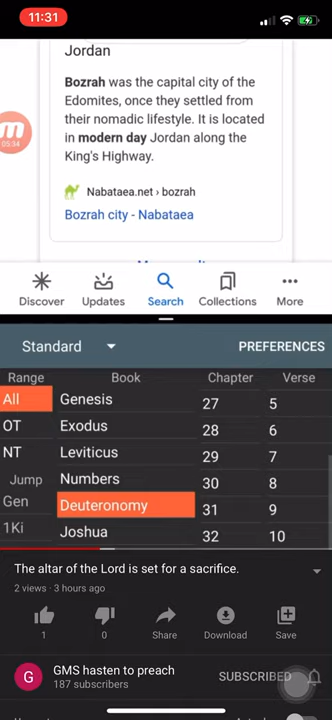 11:31
Jordan
Bozrah was the capital city of the
Edomites, once they settled from
their nomadic lifestyle. It is located
in modern day Jordan along the
King's Highway.
05:54
Nabataea.net › bozrah
Bozrah city - Nabataea
Discover Updates Search Collections More
Standard PREFERENCES
Range Book Chapter Verse
All Genesis 27 5
OT Exodus 28 6
NT Leviticus 29 7
Jump Numbers 30 8
Gen Deuteronomy 31 9
1Ki Joshua 32 10
The altar of the Lord is set for a sacrifice.
2 views · 3 hours ago
1 0 Share Download Save
G GMS hasten to preach SUBSCRIBED
187 subscribers